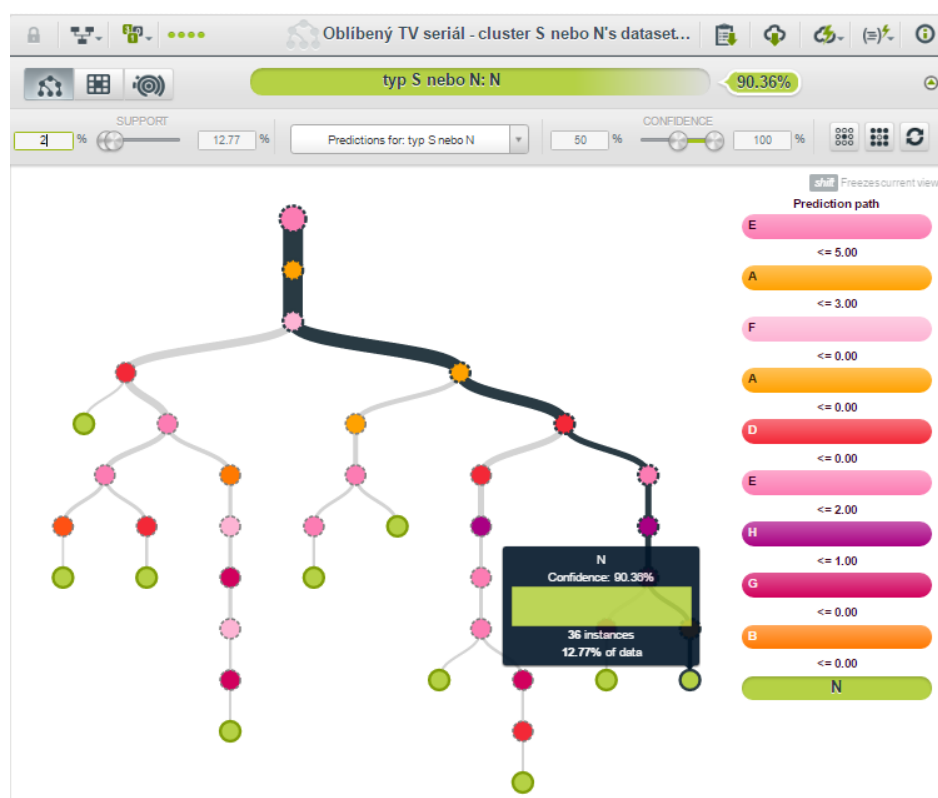 Oblíbený TV seriál - cluster S nebo N's dataset...
typ S nebo N: N
90.36%
SUPPORT
CONFIDENCE
2 %
12.77 %
Predictions for: typ S nebo N
50 %
100 %
shift Freezes current view
Prediction path
E
<= 5.00
A
<= 3.00
F
<= 0.00
A
<= 0.00
D
<= 0.00
E
<= 2.00
H
<= 1.00
G
<= 0.00
B
<= 0.00
N
N
Confidence: 90.36%
36 instances
12.77% of data